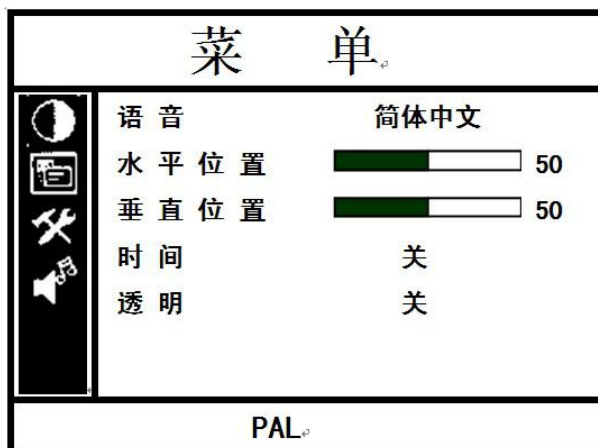 菜 单
语 音 简体中文
水 平 位 置 50
垂 直 位 置 50
时 间 关
透 明 关
PAL